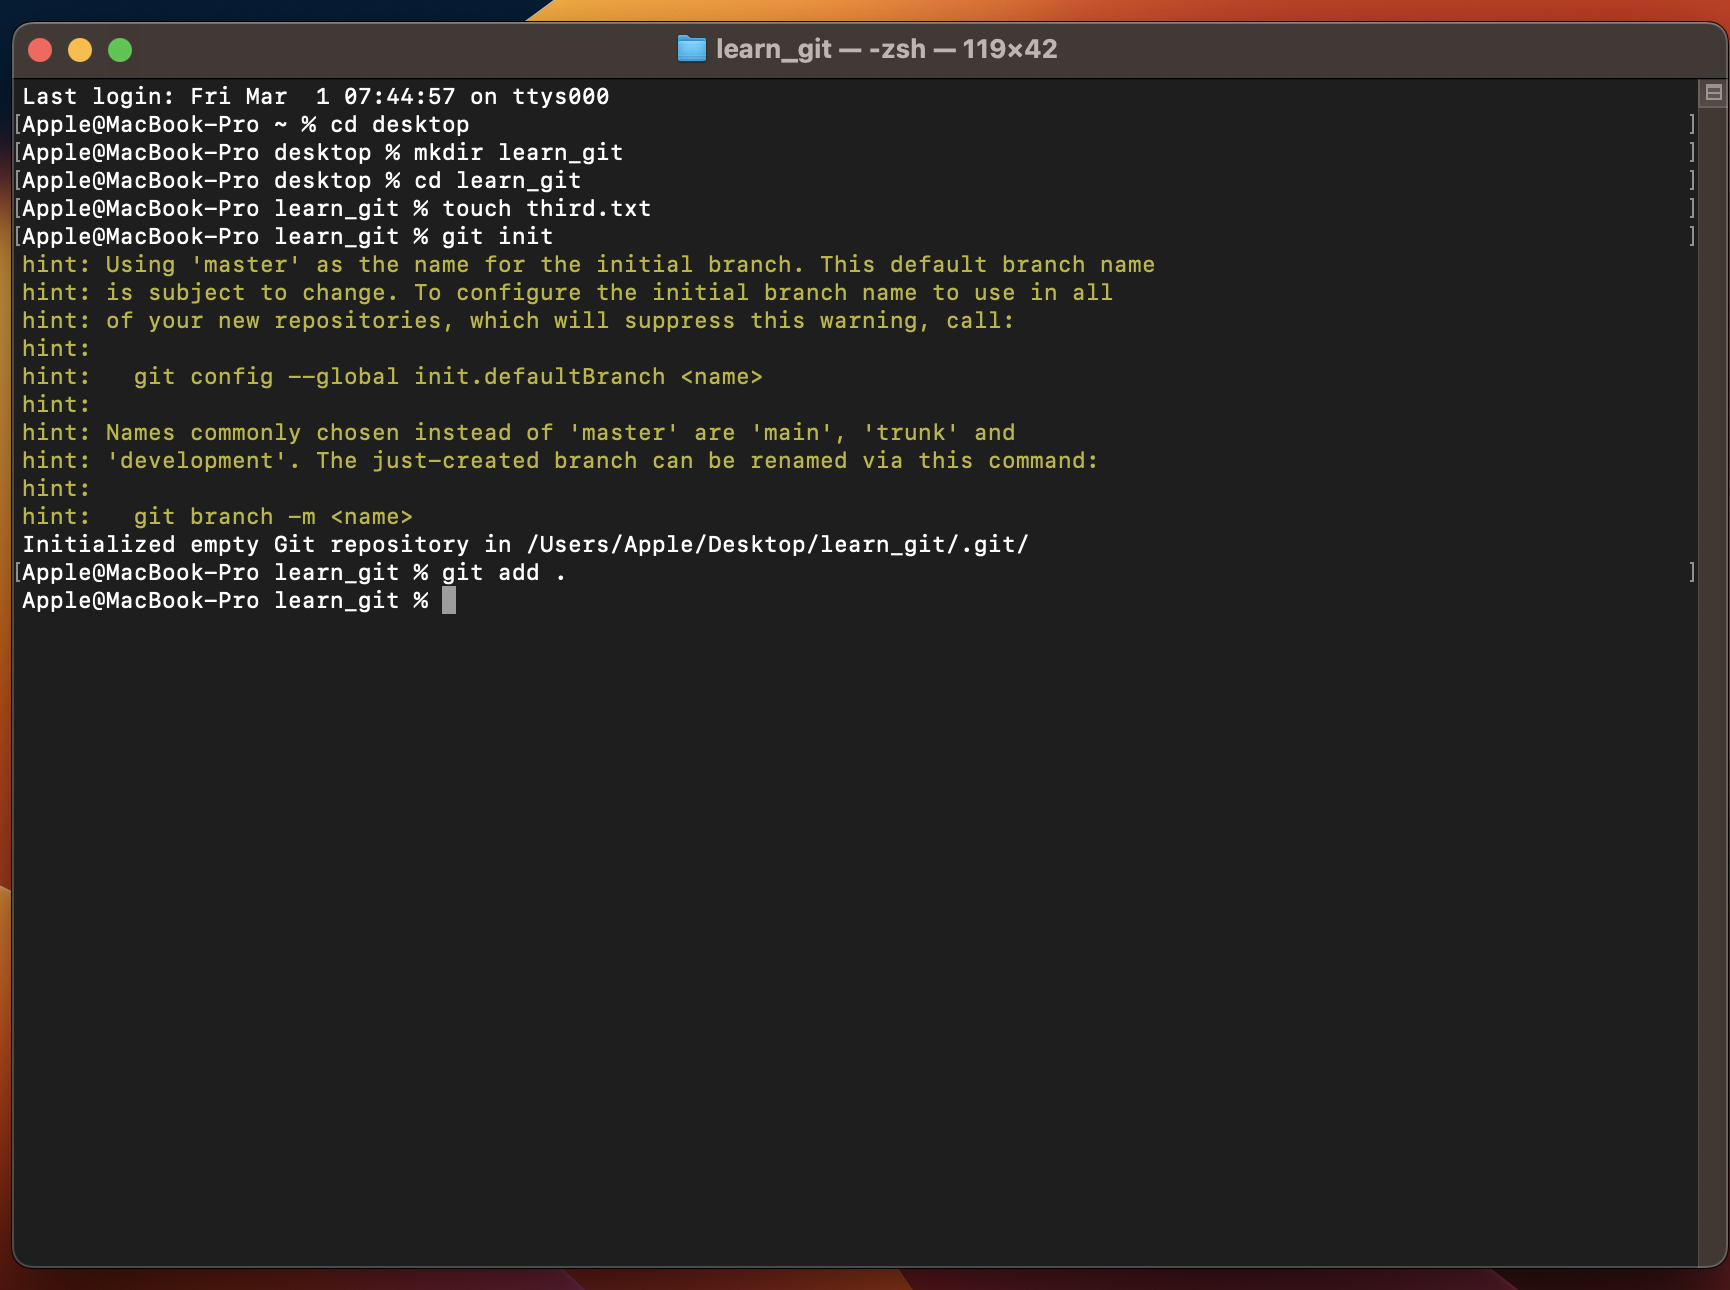 learn_git — -zsh — 119×42
Last login: Fri Mar  1 07:44:57 on ttys000
[Apple@MacBook-Pro ~ % cd desktop ]
[Apple@MacBook-Pro desktop % mkdir learn_git ]
[Apple@MacBook-Pro desktop % cd learn_git ]
[Apple@MacBook-Pro learn_git % touch third.txt ]
[Apple@MacBook-Pro learn_git % git init ]
hint: Using 'master' as the name for the initial branch. This default branch name
hint: is subject to change. To configure the initial branch name to use in all
hint: of your new repositories, which will suppress this warning, call:
hint:
hint:   git config --global init.defaultBranch <name>
hint:
hint: Names commonly chosen instead of 'master' are 'main', 'trunk' and
hint: 'development'. The just-created branch can be renamed via this command:
hint:
hint:   git branch -m <name>
Initialized empty Git repository in /Users/Apple/Desktop/learn_git/.git/
[Apple@MacBook-Pro learn_git % git add . ]
Apple@MacBook-Pro learn_git %